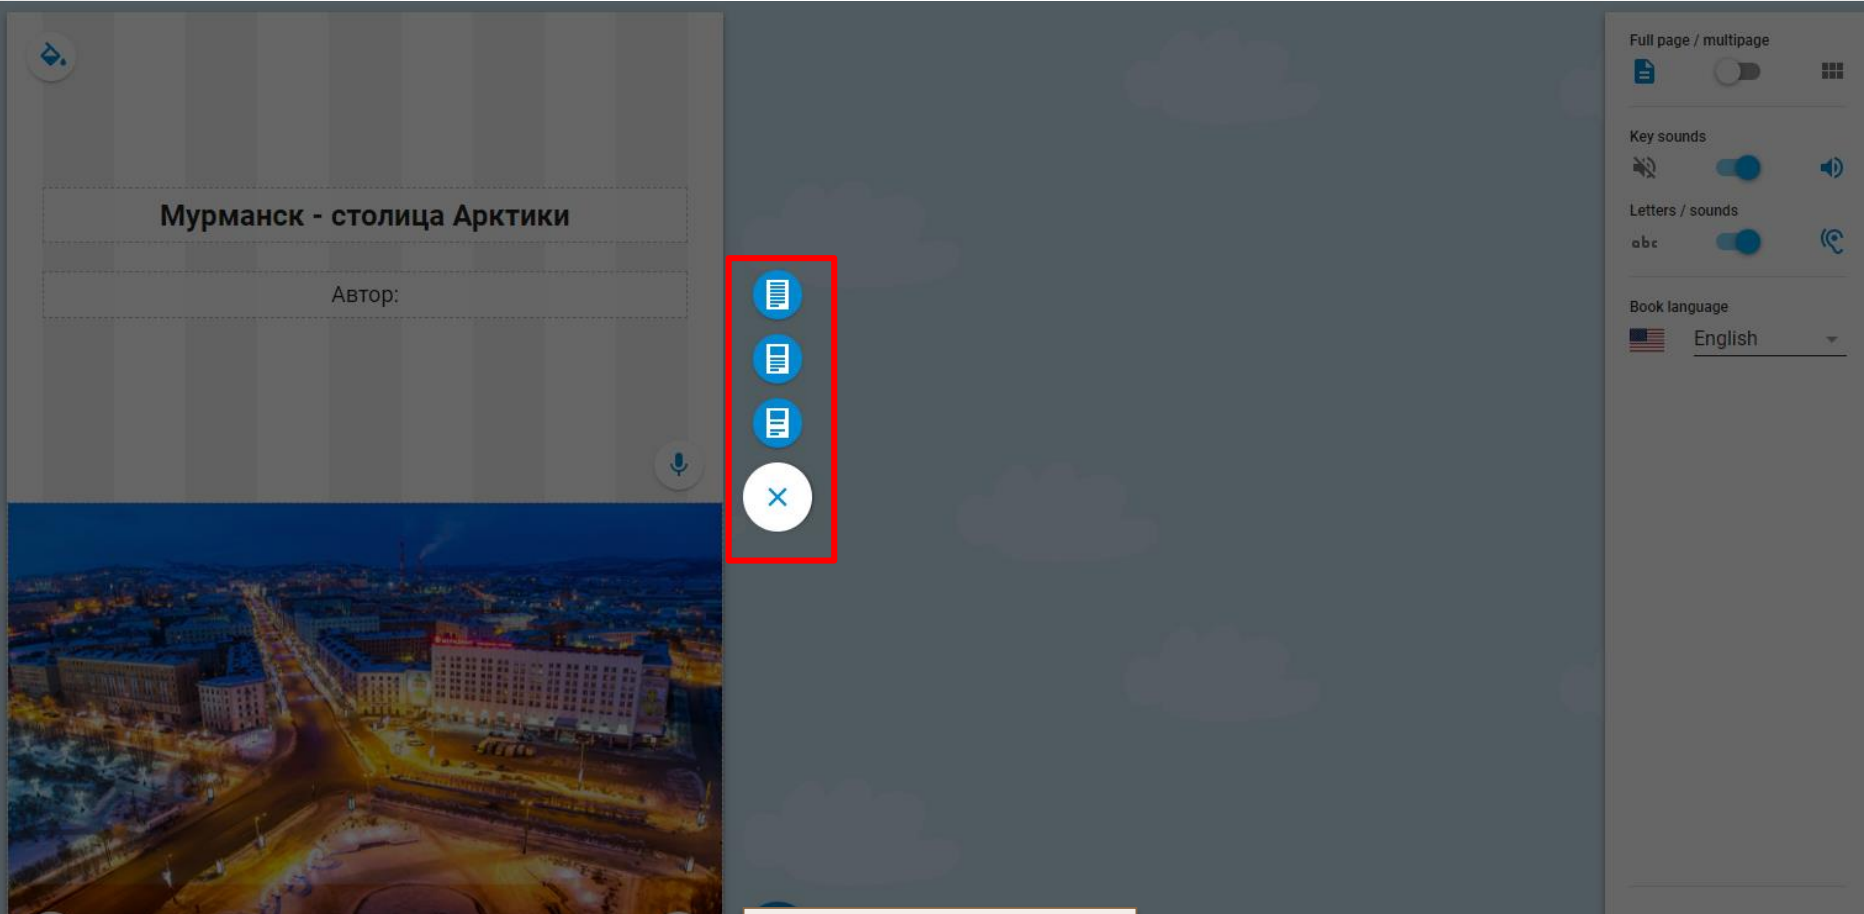 Мурманск - столица Арктики
Автор:
Full page / multipage
Key sounds
Letters / sounds
abc
Book language
English